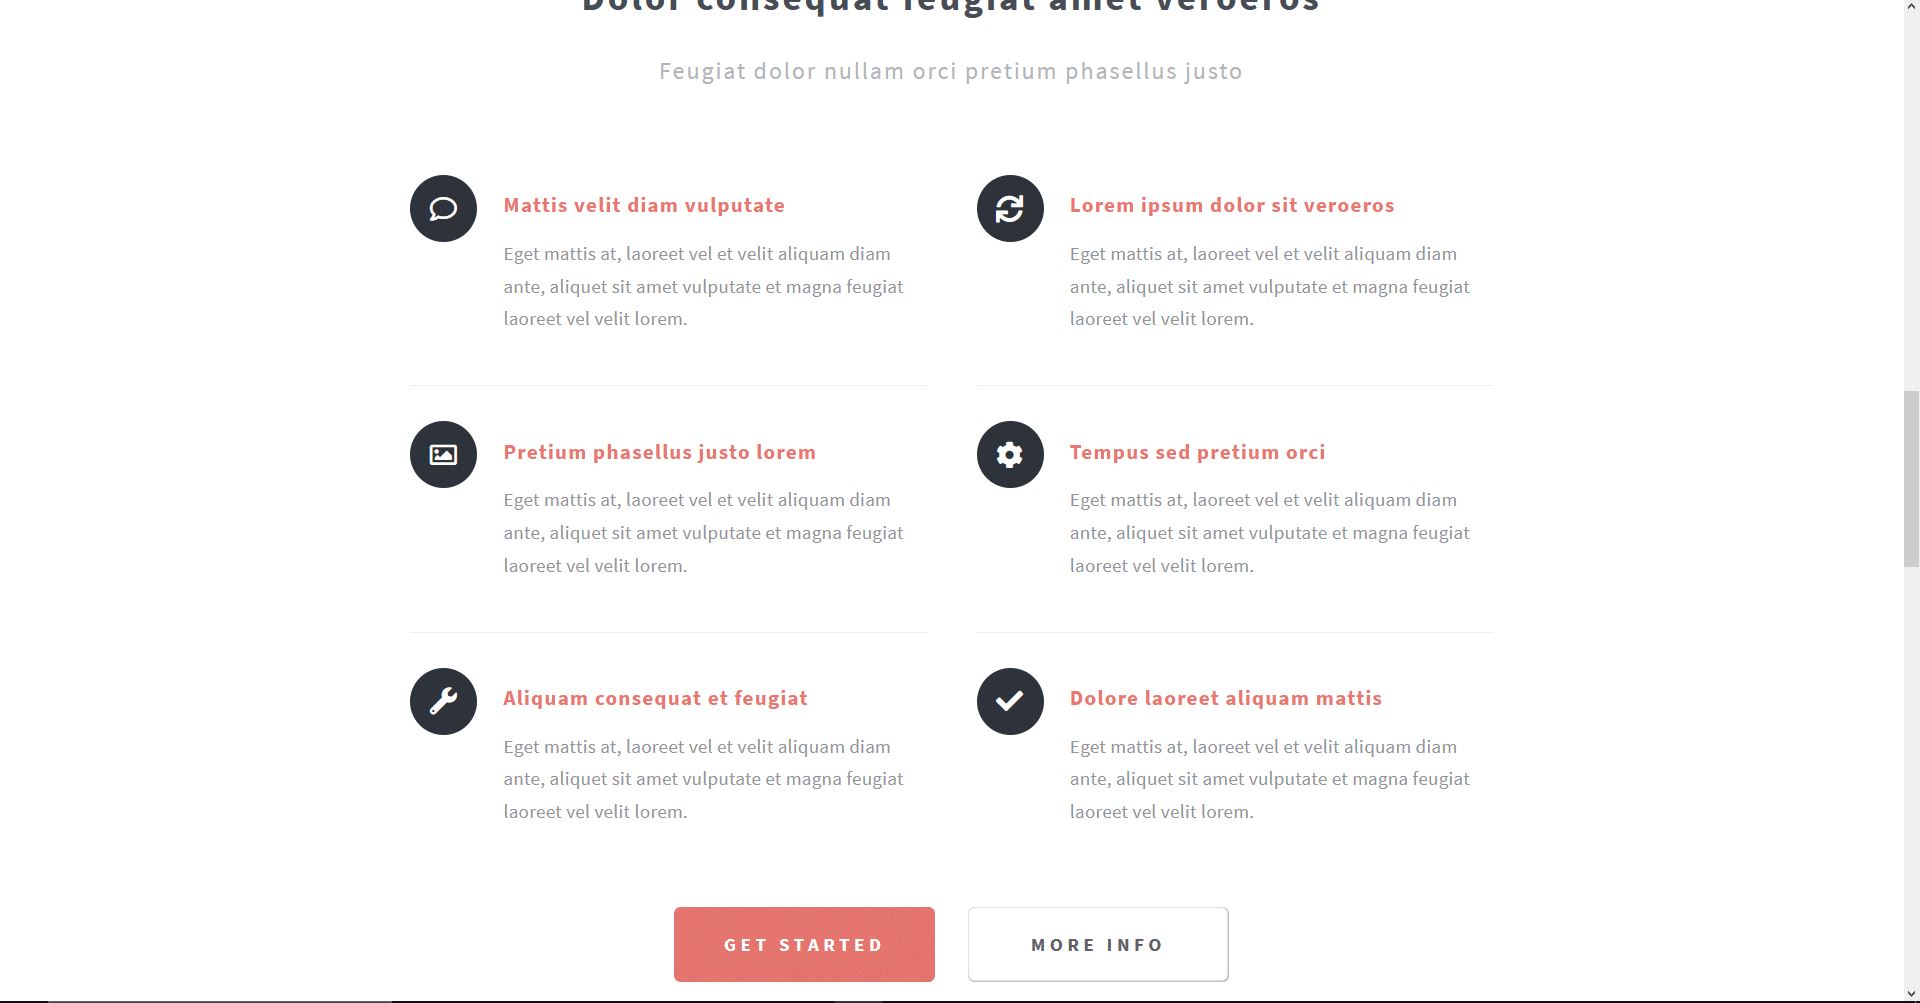 Dolor consequat feugiat amet veroeros
Feugiat dolor nullam orci pretium phasellus justo
Mattis velit diam vulputate
Eget mattis at, laoreet vel et velit aliquam diam
ante, aliquet sit amet vulputate et magna feugiat
laoreet vel velit lorem.
Lorem ipsum dolor sit veroeros
Eget mattis at, laoreet vel et velit aliquam diam
ante, aliquet sit amet vulputate et magna feugiat
laoreet vel velit lorem.
Pretium phasellus justo lorem
Eget mattis at, laoreet vel et velit aliquam diam
ante, aliquet sit amet vulputate et magna feugiat
laoreet vel velit lorem.
Tempus sed pretium orci
Eget mattis at, laoreet vel et velit aliquam diam
ante, aliquet sit amet vulputate et magna feugiat
laoreet vel velit lorem.
Aliquam consequat et feugiat
Eget mattis at, laoreet vel et velit aliquam diam
ante, aliquet sit amet vulputate et magna feugiat
laoreet vel velit lorem.
Dolore laoreet aliquam mattis
Eget mattis at, laoreet vel et velit aliquam diam
ante, aliquet sit amet vulputate et magna feugiat
laoreet vel velit lorem.
GET STARTED
MORE INFO